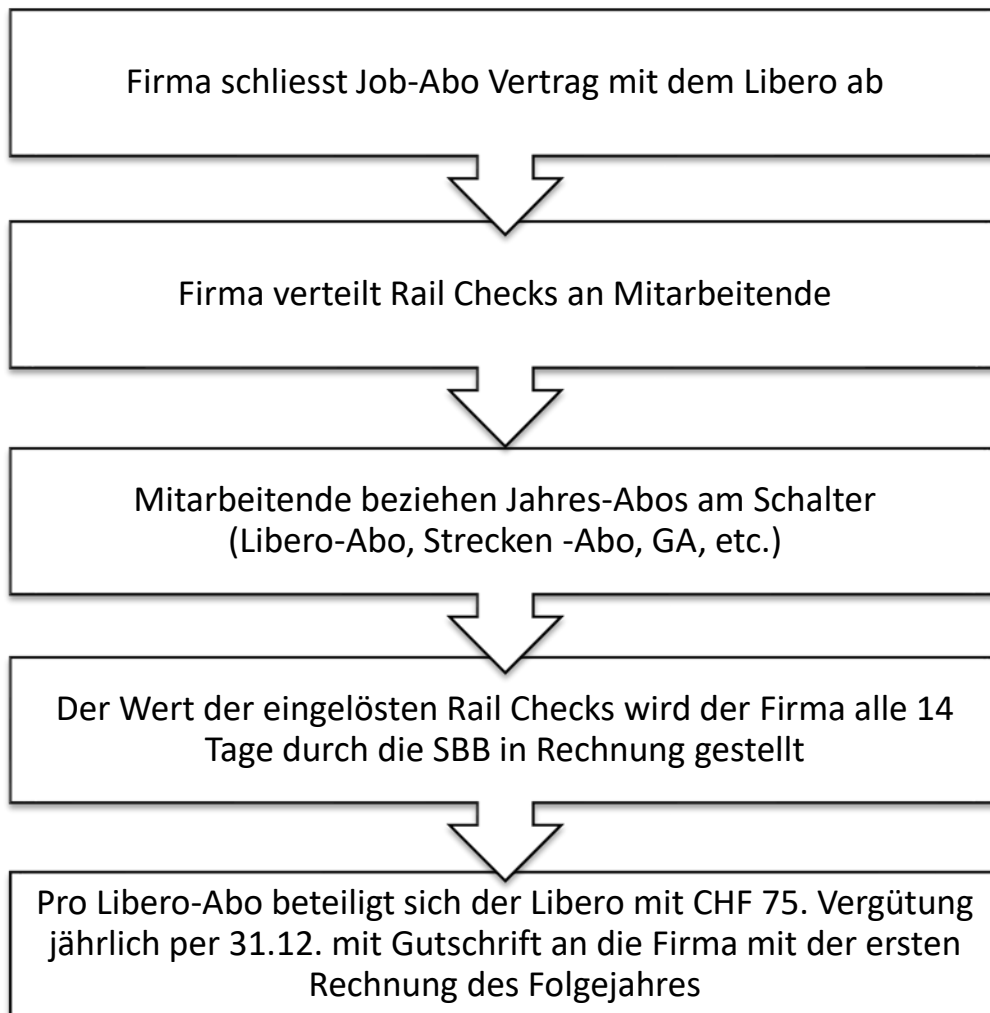 Firma schliesst Job-Abo Vertrag mit dem Libero ab
Firma verteilt Rail Checks an Mitarbeitende
Mitarbeitende beziehen Jahres-Abos am Schalter
(Libero-Abo, Strecken -Abo, GA, etc.)
Der Wert der eingelösten Rail Checks wird der Firma alle 14
Tage durch die SBB in Rechnung gestellt
Pro Libero-Abo beteiligt sich der Libero mit CHF 75. Vergütung
jährlich per 31.12. mit Gutschrift an die Firma mit der ersten
Rechnung des Folgejahres